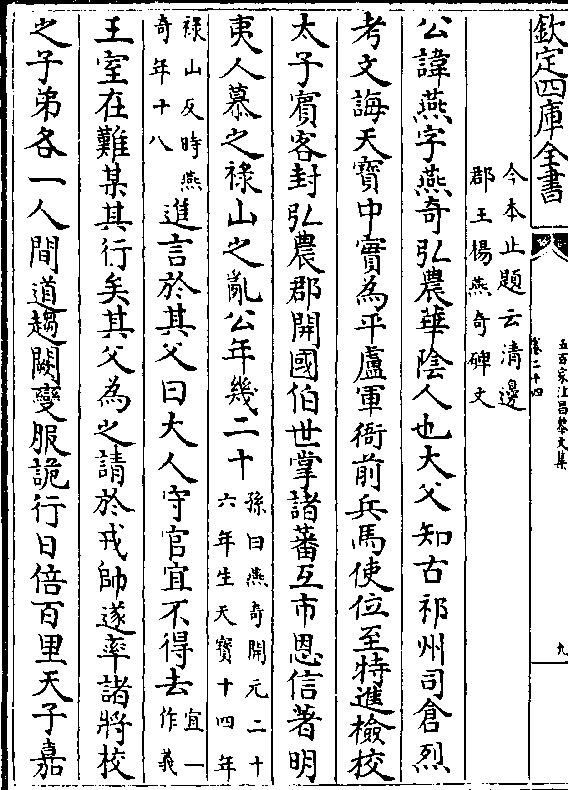 欽定四庫全書
五百家注昌黎文集
卷二十四
九
今本止題云清邊
郡王楊燕奇碑文
公諱燕字燕奇弘農華陰人也大父知古祁州司倉烈
考文誨天寶中實為平盧軍衙前兵馬使位至特進檢校
太子賓客封弘農郡開國伯世掌諸蕃互市恩信著明
夷人慕之祿山之亂公年幾二十孫曰燕奇開元二十六年生天寶十四年
祿山反時燕奇年十八進言於其父曰大人守官宜不得去宜一作義
王室在難某其行矣其父為之請於戎帥遂率諸將校
之子弟各一人間道趨闕變服詭行日倍百里天子嘉